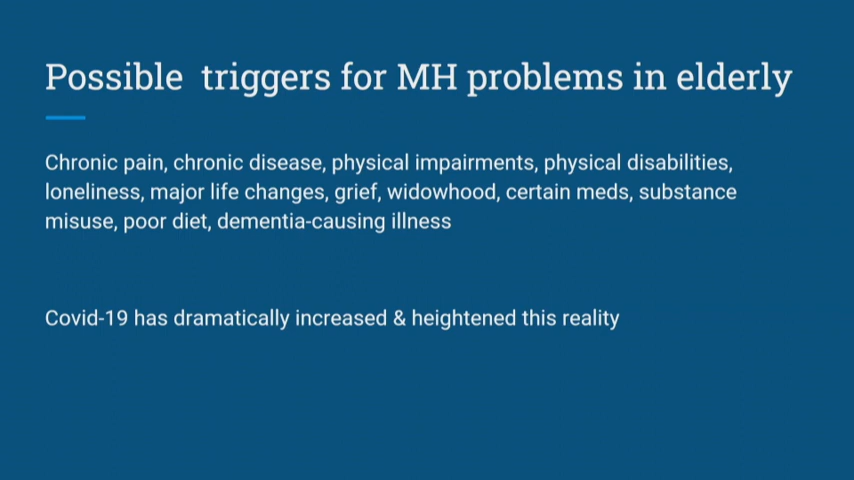 Possible  triggers for MH problems in elderly
Chronic pain, chronic disease, physical impairments, physical disabilities,
loneliness, major life changes, grief, widowhood, certain meds, substance
misuse, poor diet, dementia-causing illness
Covid-19 has dramatically increased & heightened this reality